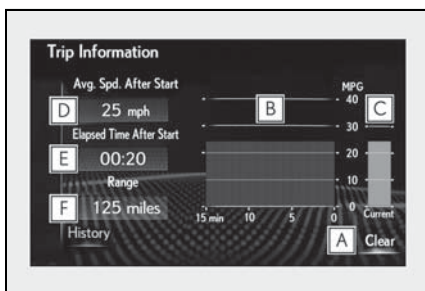 Trip Information
Avg. Spd. After Start
D 25 mph
Elapsed Time After Start
E 00:20
Range
F 125 miles
History
B
MPG
C
40
30
20
10
0
15 min 10 5 0 Current
A Clear